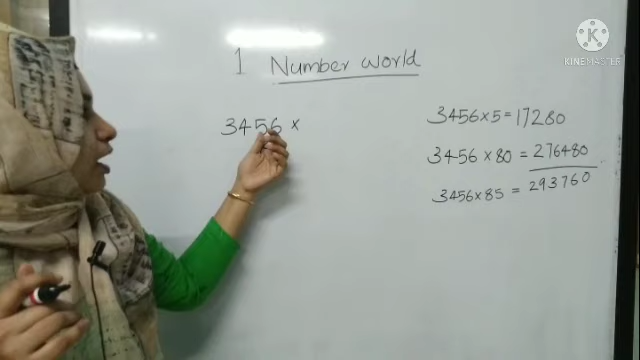 1 Number world
3456 ×
3456×5=17280
3456 ×80 = 276480
3456×85 = 293760
KINEMASTER